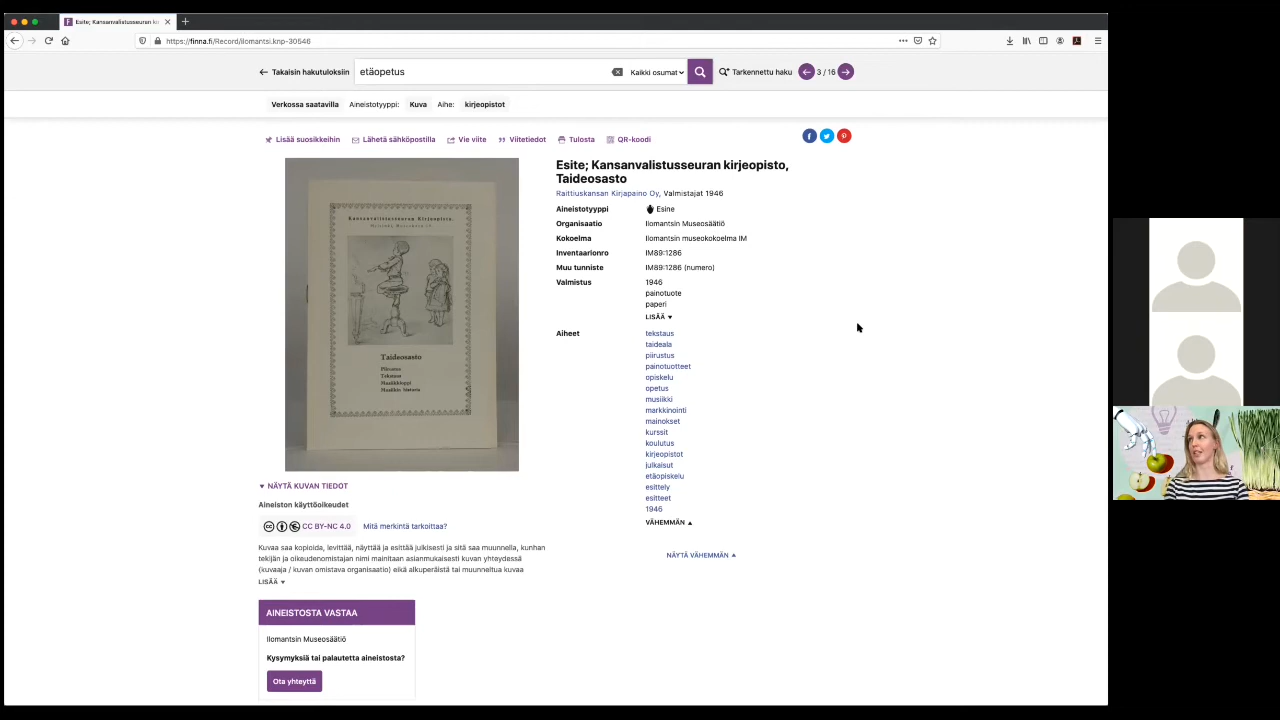 Esite; Kansanvalistusseuran kir
https://finna.fi/Record/ilomantsi.knp-30546
Takaisin hakutuloksiin
etäopetus
Kaikki osumat
Tarkennettu haku
3 / 16
Verkossa saatavilla
Aineistotyyppi:
Kuva
Aihe:
kirjeopistot
Lisää suosikkeihin
Lähetä sähköpostilla
Vie viite
Viitetiedot
Tulosta
QR-koodi
Kansanvalistusseuran Kirjeopisto.
Taideosasto
Piirustus
Tekstaus
Musiikkioppi
Musiikin historia
NÄYTÄ KUVAN TIEDOT
Aineiston käyttöoikeudet
CC BY-NC 4.0
Mitä merkintä tarkoittaa?
Kuvaa saa kopioida, levittää, näyttää ja esittää julkisesti ja sitä saa muunnella, kunhan
tekijän ja oikeudenomistajan nimi mainitaan asianmukaisesti kuvan yhteydessä
(kuvaaja / kuvan omistava organisaatio) eikä alkuperäistä tai muunneltua kuvaa
LISÄÄ
AINEISTOSTA VASTAA
Ilomantsin Museosäätiö
Kysymyksiä tai palautetta aineistosta?
Ota yhteyttä
Esite; Kansanvalistusseuran kirjeopisto,
Taideosasto
Raittiuskansan Kirjapaino Oy, Valmistajat 1946
Aineistotyyppi
Esine
Organisaatio
Ilomantsin Museosäätiö
Kokoelma
Ilomantsin museokokoelma IM
Inventaarionro
IM89:1286
Muu tunniste
IM89:1286 (numero)
Valmistus
1946
painotuote
paperi
LISÄÄ
Aiheet
tekstaus
taideala
piirustus
painotuotteet
opiskelu
opetus
musiikki
markkinointi
mainokset
kurssit
koulutus
kirjeopistot
julkaisut
etäopiskelu
esittely
esitteet
1946
VÄHEMMÄN
NÄYTÄ VÄHEMMÄN